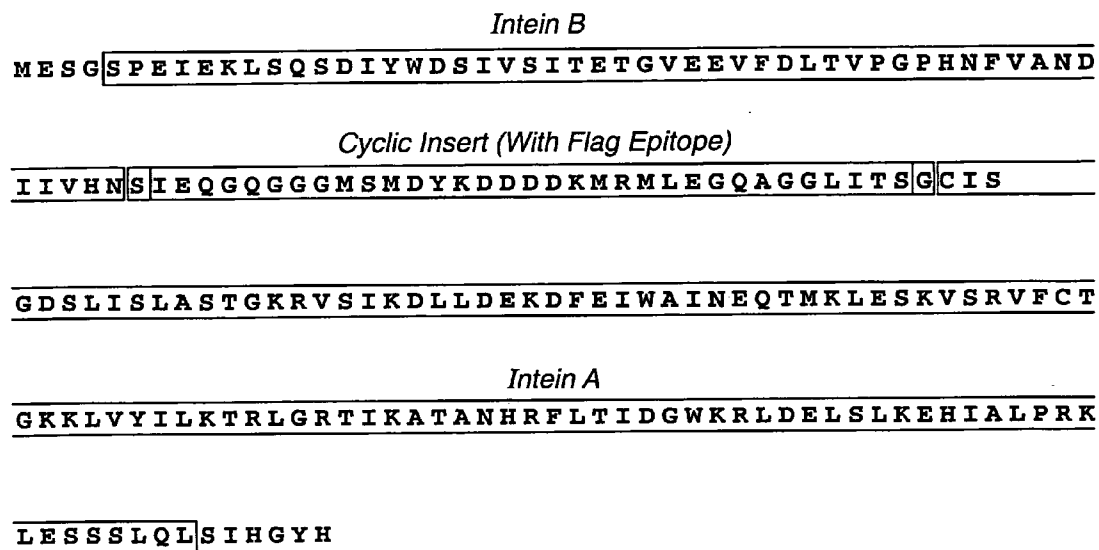 Intein B
MESGSPEIEKLSQSDIYWDSIVSITETGVEEVFDLTVPGPHNFVAND
Cyclic Insert (With Flag Epitope)
IIVHNSIEQGQGGGMSMDYKDDDDKMRMLEGQAGGLITSGCIS
GDSLISLASTGKRVSIKDLLDEKDFEIWAINEQTMKLESKVSRVFCT
Intein A
GKKLVYILKTRLGRTIKATANHRFLTIDGWKRLDELSLKEHIALPRK
LESSSLQLSIHGYH